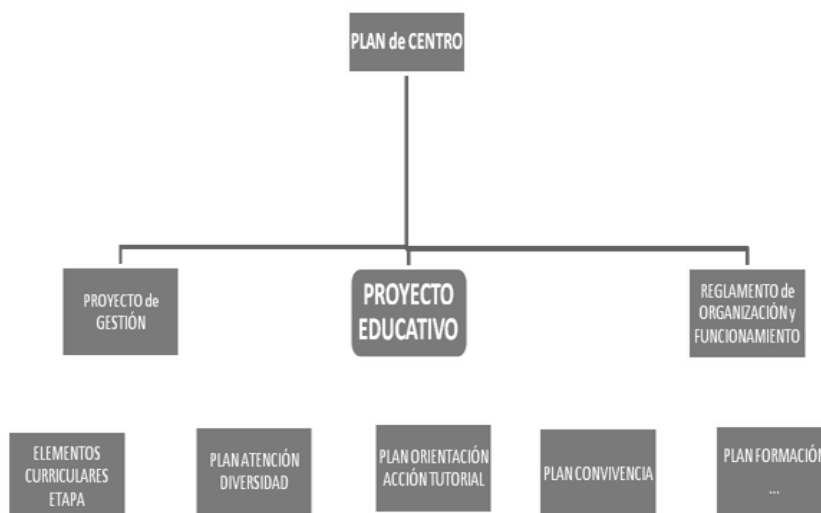 PLAN de CENTRO
PROYECTO de
GESTIÓN
PROYECTO
EDUCATIVO
REGLAMENTO de
ORGANIZACIÓN y
FUNCIONAMIENTO
ELEMENTOS
CURRICULARES
ETAPA
PLAN ATENCIÓN
DIVERSIDAD
PLAN ORIENTACIÓN
ACCIÓN TUTORIAL
PLAN CONVIVENCIA
PLAN FORMACIÓN
...